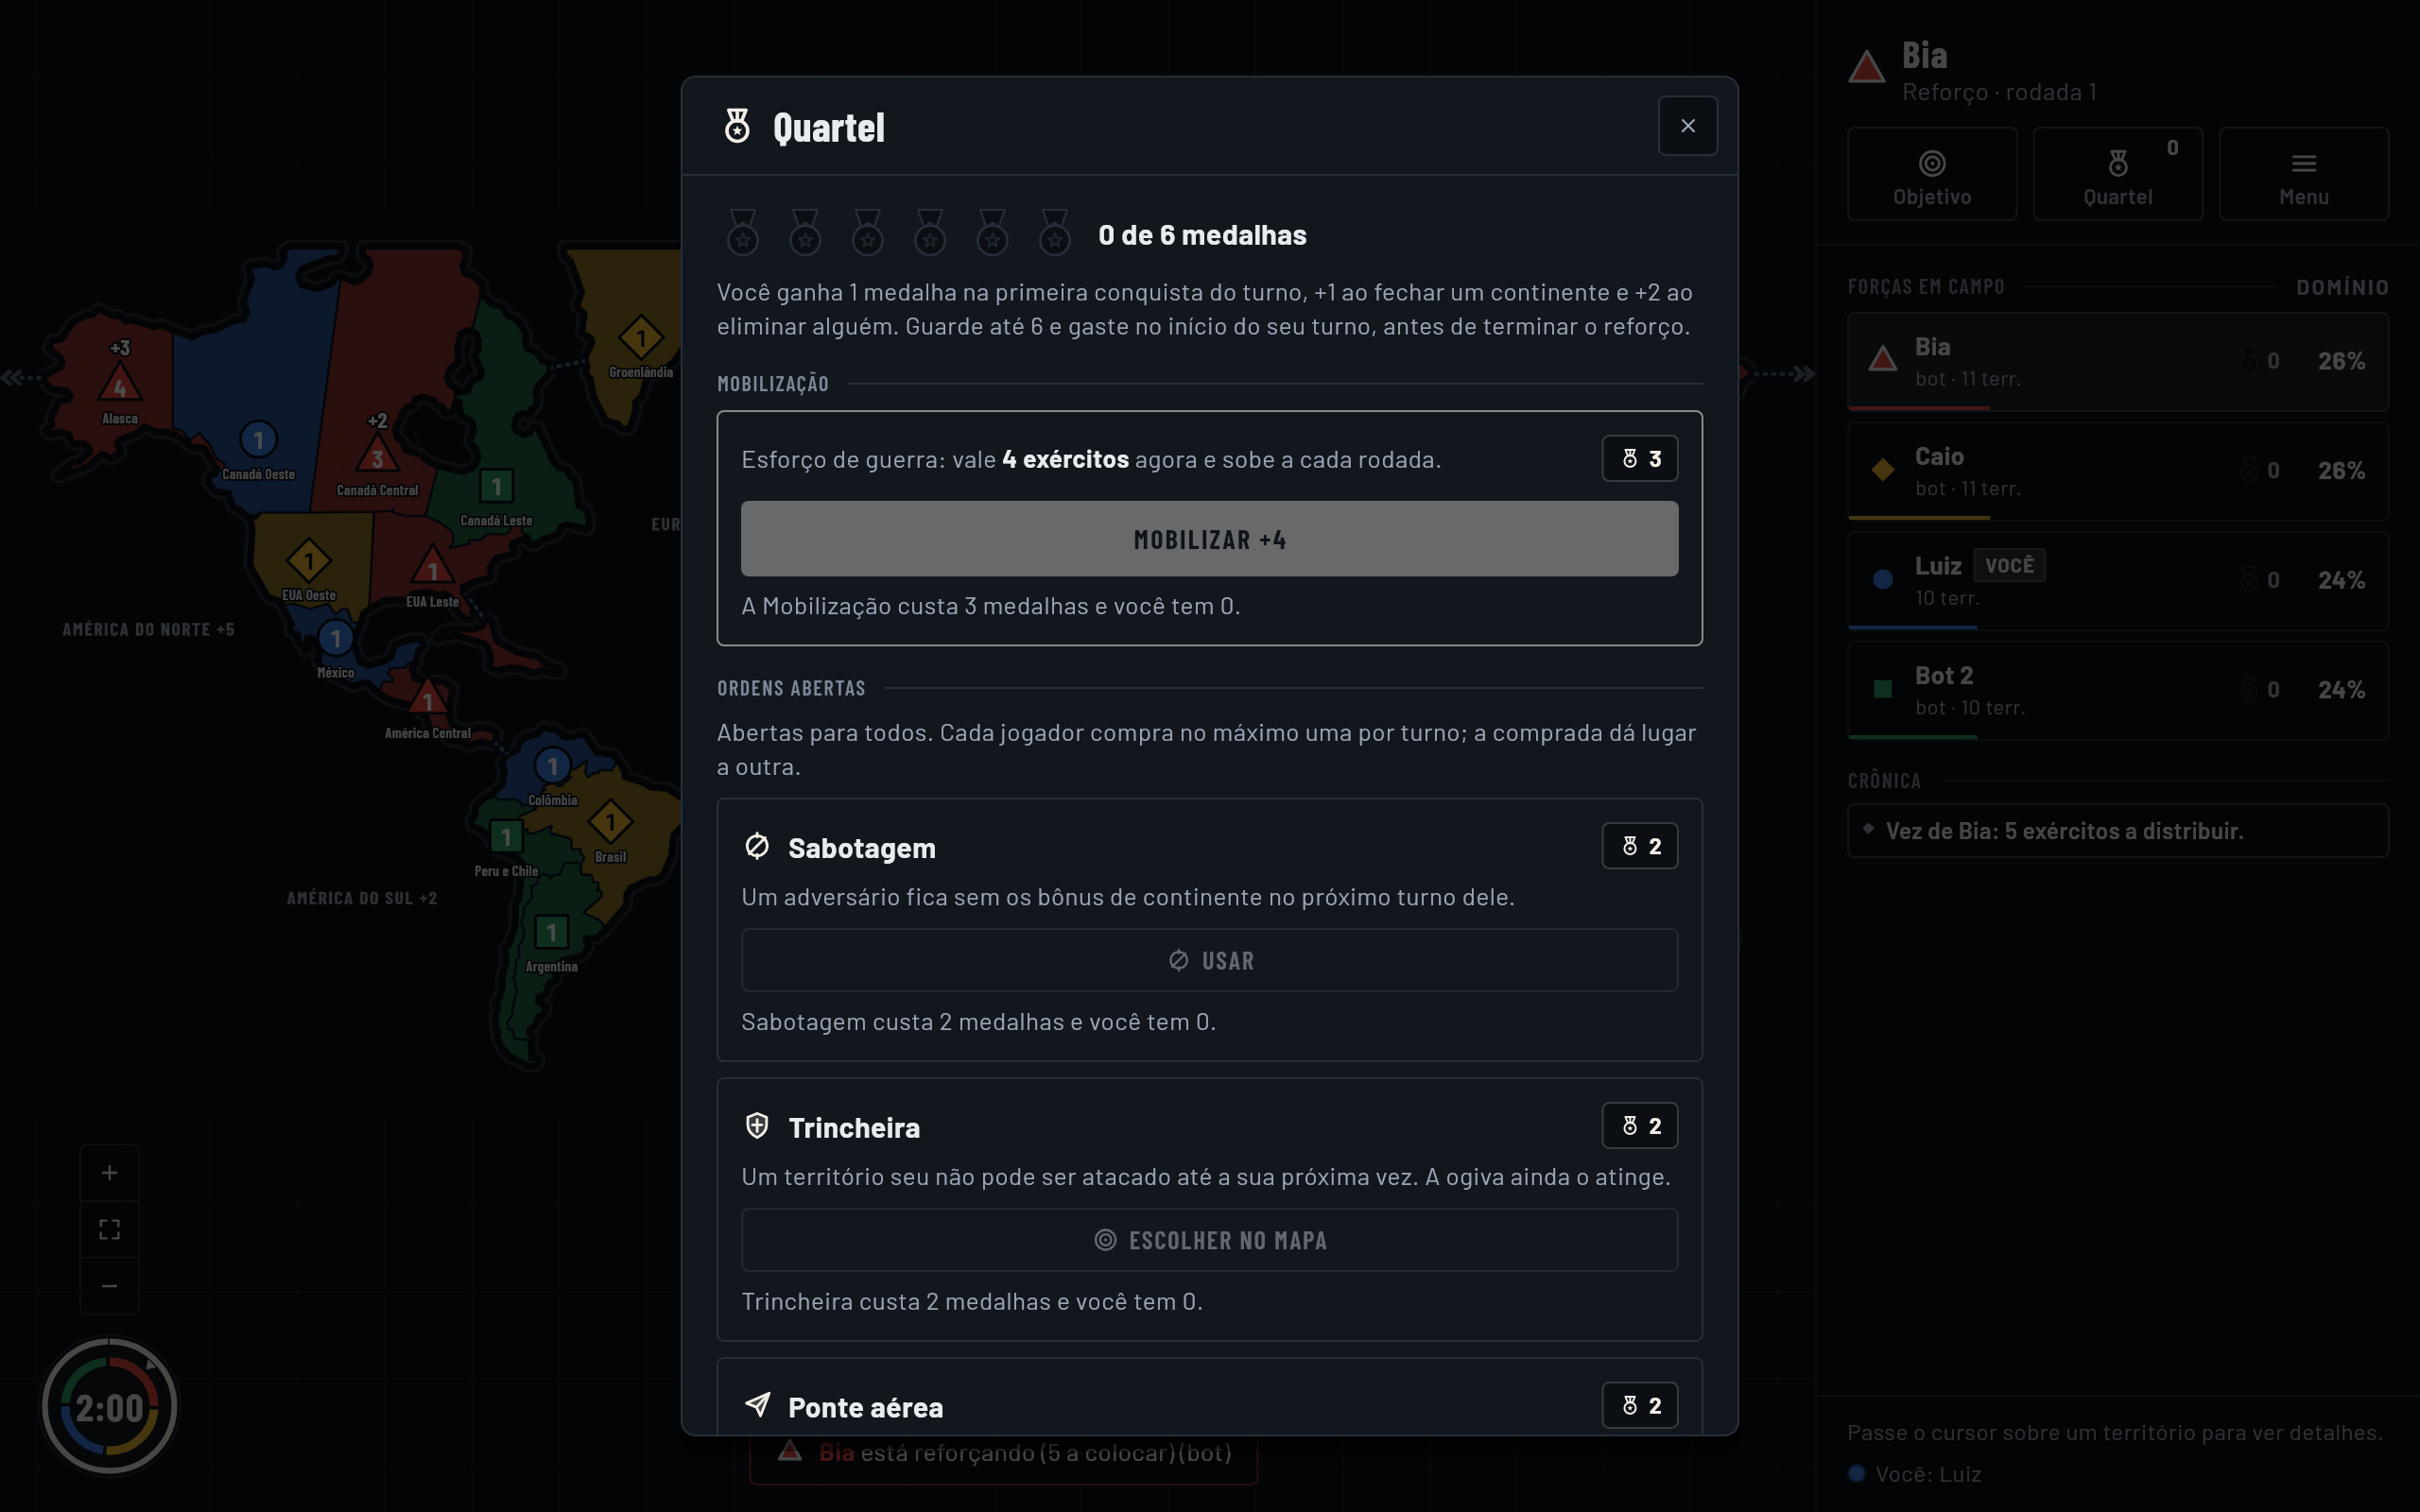 Quartel
0 de 6 medalhas
Você ganha 1 medalha na primeira conquista do turno, +1 ao fechar um continente e +2 ao
eliminar alguém. Guarde até 6 e gaste no início do seu turno, antes de terminar o reforço.
MOBILIZAÇÃO
Esforço de guerra: vale 4 exércitos agora e sobe a cada rodada.
3
MOBILIZAR +4
A Mobilização custa 3 medalhas e você tem 0.
ORDENS ABERTAS
Abertas para todos. Cada jogador compra no máximo uma por turno; a comprada dá lugar
a outra.
Sabotagem
2
Um adversário fica sem os bônus de continente no próximo turno dele.
USAR
Sabotagem custa 2 medalhas e você tem 0.
Trincheira
2
Um território seu não pode ser atacado até a sua próxima vez. A ogiva ainda o atinge.
ESCOLHER NO MAPA
Trincheira custa 2 medalhas e você tem 0.
Ponte aérea
2
Bia está reforçando (5 a colocar) (bot)
+3
4
Alasca
1
Canadá Oeste
+2
3
Canadá Central
1
Canadá Leste
1
Groenlândia
EUR
1
EUA Oeste
1
EUA Leste
AMÉRICA DO NORTE +5
1
México
1
América Central
1
Colômbia
1
Brasil
1
Peru e Chile
AMÉRICA DO SUL +2
1
Argentina
2:00
Bia
Reforço · rodada 1
Objetivo
0
Quartel
Menu
FORÇAS EM CAMPO
DOMÍNIO
Bia
bot · 11 terr.
0
26%
Caio
bot · 11 terr.
0
26%
Luiz
VOCÊ
10 terr.
0
24%
Bot 2
bot · 10 terr.
0
24%
CRÔNICA
Vez de Bia: 5 exércitos a distribuir.
Passe o cursor sobre um território para ver detalhes.
Você: Luiz